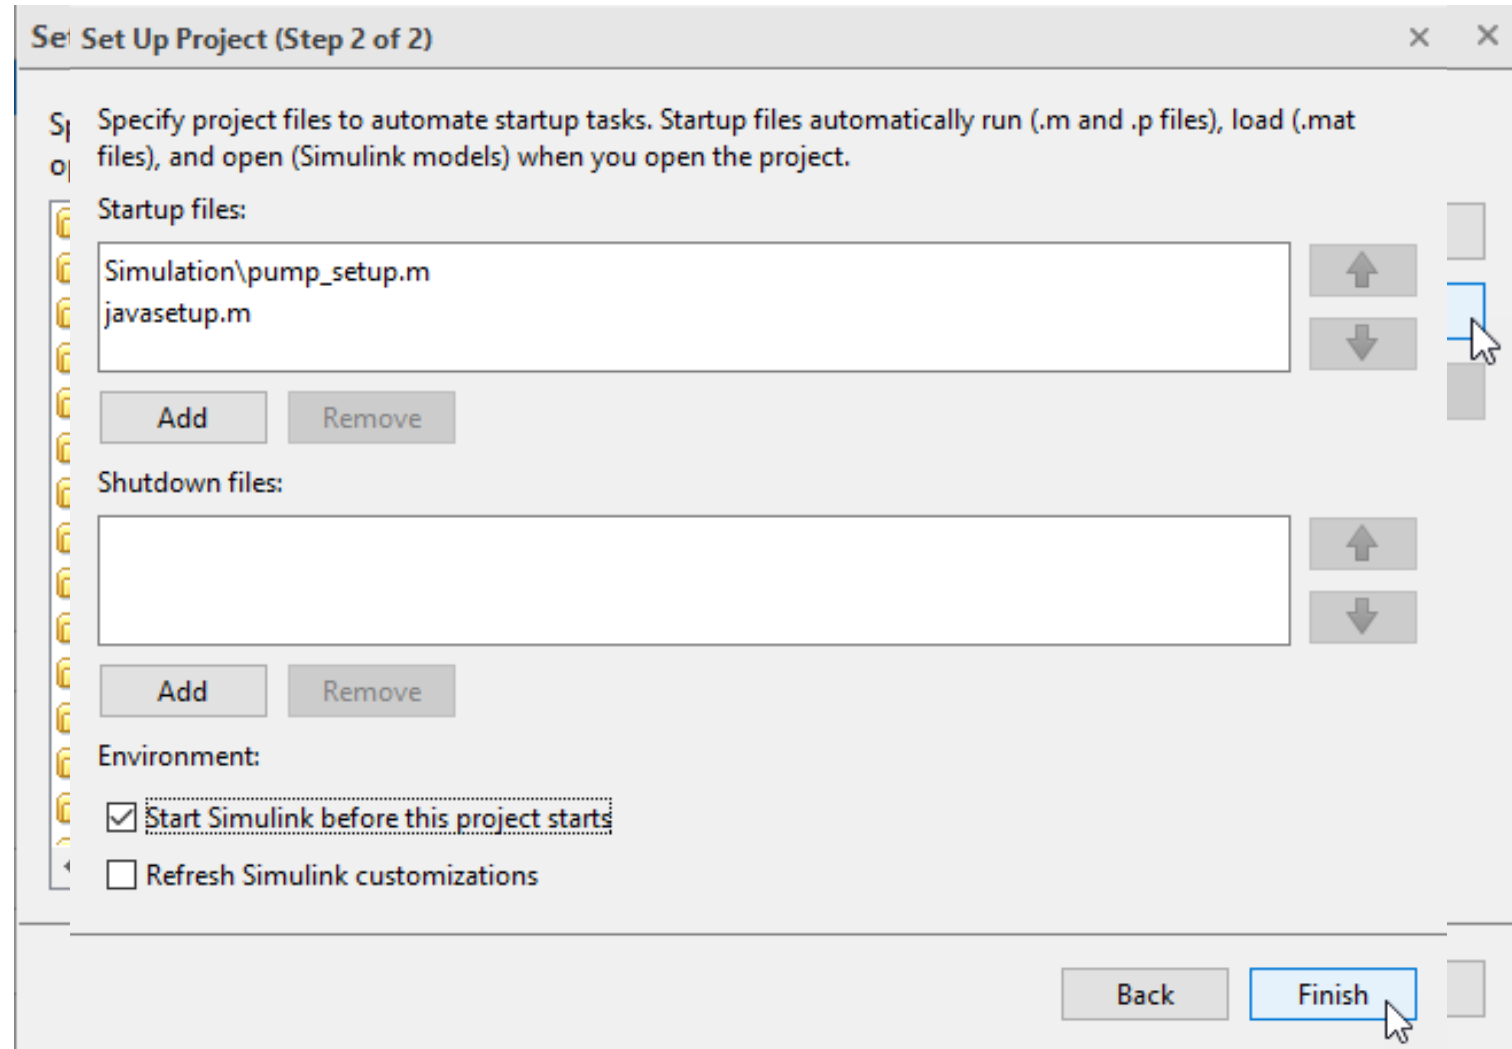 Set Up Project (Step 2 of 2)
Specify project files to automate startup tasks. Startup files automatically run (.m and .p files), load (.mat
files), and open (Simulink models) when you open the project.
Startup files:
Simulation\pump_setup.m
javasetup.m
Add
Remove
Shutdown files:
Add
Remove
Environment:
Start Simulink before this project starts
Refresh Simulink customizations
Back
Finish